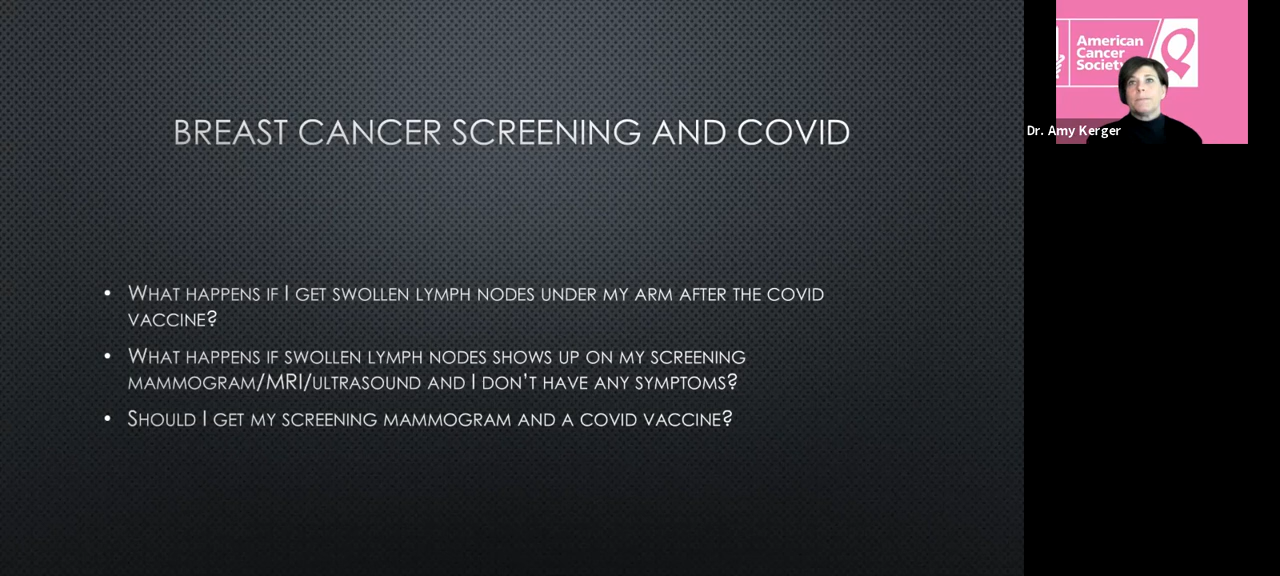 BREAST CANCER SCREENING AND COVID
• WHAT HAPPENS IF I GET SWOLLEN LYMPH NODES UNDER MY ARM AFTER THE COVID
VACCINE?
• WHAT HAPPENS IF SWOLLEN LYMPH NODES SHOWS UP ON MY SCREENING
MAMMOGRAM/MRI/ULTRASOUND AND I DON'T HAVE ANY SYMPTOMS?
• SHOULD I GET MY SCREENING MAMMOGRAM AND A COVID VACCINE?
American
Cancer
Society
Dr. Amy Kerger